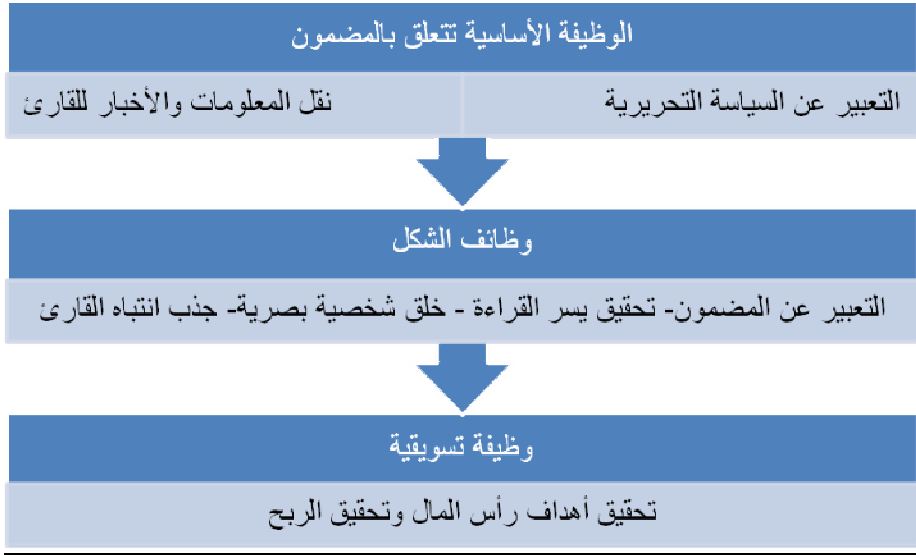 الوظيفة الأساسية تتعلق بالمضمون
التعبير عن السياسة التحريرية
نقل المعلومات والأخبار للقارئ
وظائف الشكل
التعبير عن المضمون- تحقيق يسر القراءة - خلق شخصية بصرية- جذب انتباه القارئ
وظيفة تسويقية
تحقيق أهداف رأس المال وتحقيق الربح